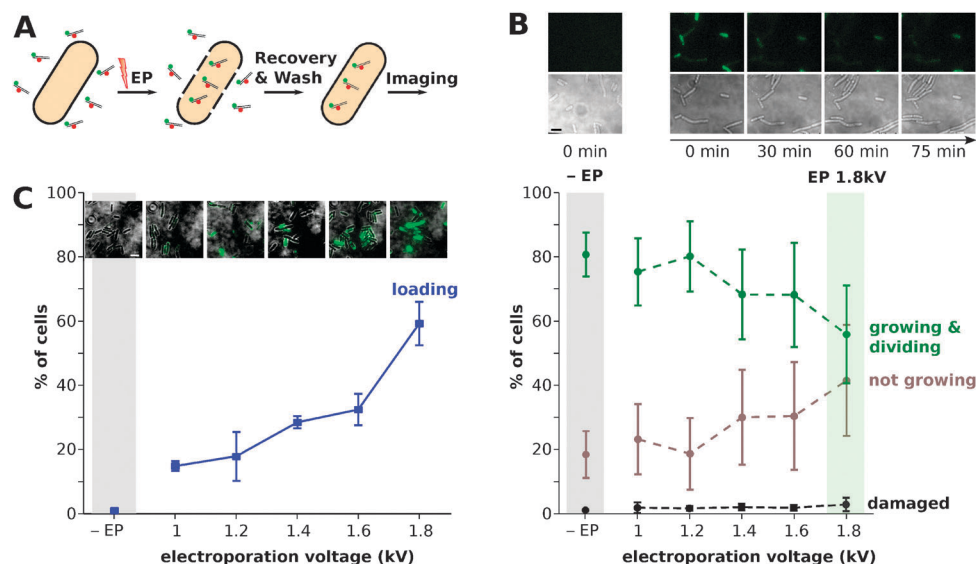 A
EP
Recovery
& Wash
Imaging
B
0 min
– EP
0 min
30 min
60 min
75 min
EP 1.8kV
C
% of cells
100
80
60
40
20
0
loading
– EP
1
1.2
1.4
1.6
1.8
electroporation voltage (kV)
% of cells
100
80
60
40
20
0
growing &
dividing
not growing
damaged
– EP
1
1.2
1.4
1.6
1.8
electroporation voltage (kV)